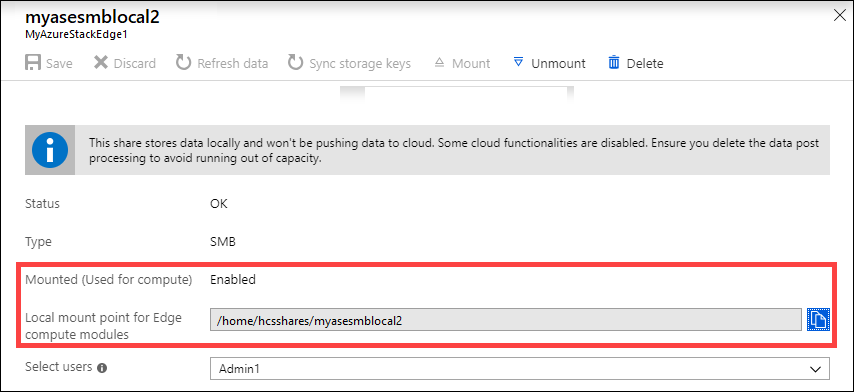 myasesmblocal2
MyAzureStackEdge1
Save Discard Refresh data Sync storage keys Mount Unmount Delete
This share stores data locally and won't be pushing data to cloud. Some cloud functionalities are disabled. Ensure you delete the data post
processing to avoid running out of capacity.
Status OK
Type SMB
Mounted (Used for compute) Enabled
Local mount point for Edge
compute modules
/home/hcsshares/myasesmblocal2
Select users Admin1